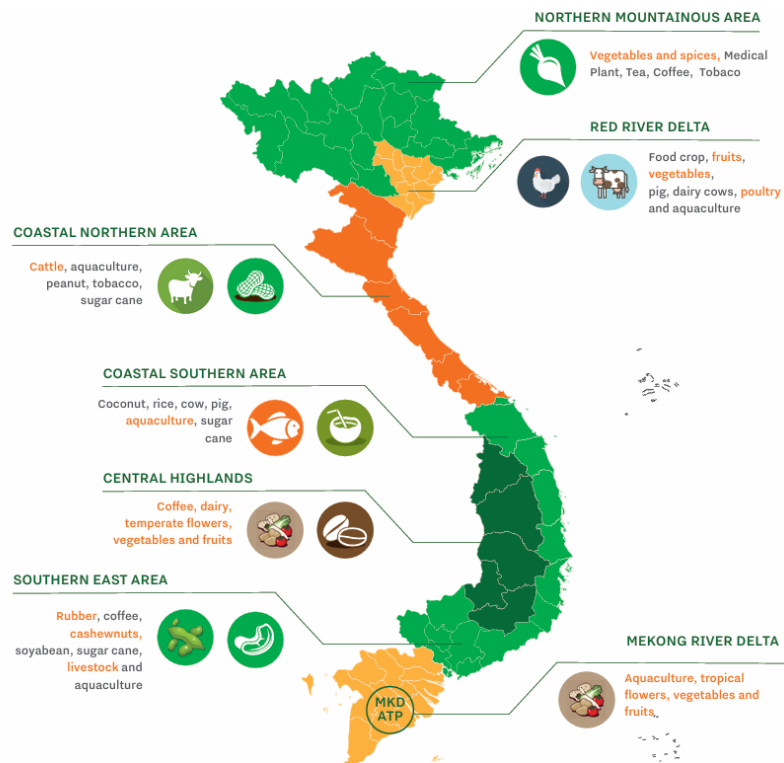 NORTHERN MOUNTAINOUS AREA
Vegetables and spices, Medical
Plant, Tea, Coffee, Tobaco
RED RIVER DELTA
Food crop, fruits,
vegetables,
pig, dairy cows, poultry
and aquaculture
COASTAL NORTHERN AREA
Cattle, aquaculture,
peanut, tobacco,
sugar cane
COASTAL SOUTHERN AREA
Coconut, rice, cow, pig,
aquaculture, sugar
cane
CENTRAL HIGHLANDS
Coffee, dairy,
temperate flowers,
vegetables and fruits
SOUTHERN EAST AREA
Rubber, coffee,
cashewnuts,
soyabean, sugar cane,
livestock and
aquaculture
MEKONG RIVER DELTA
Aquaculture, tropical
flowers, vegetables and
fruits.
MKD
ATP